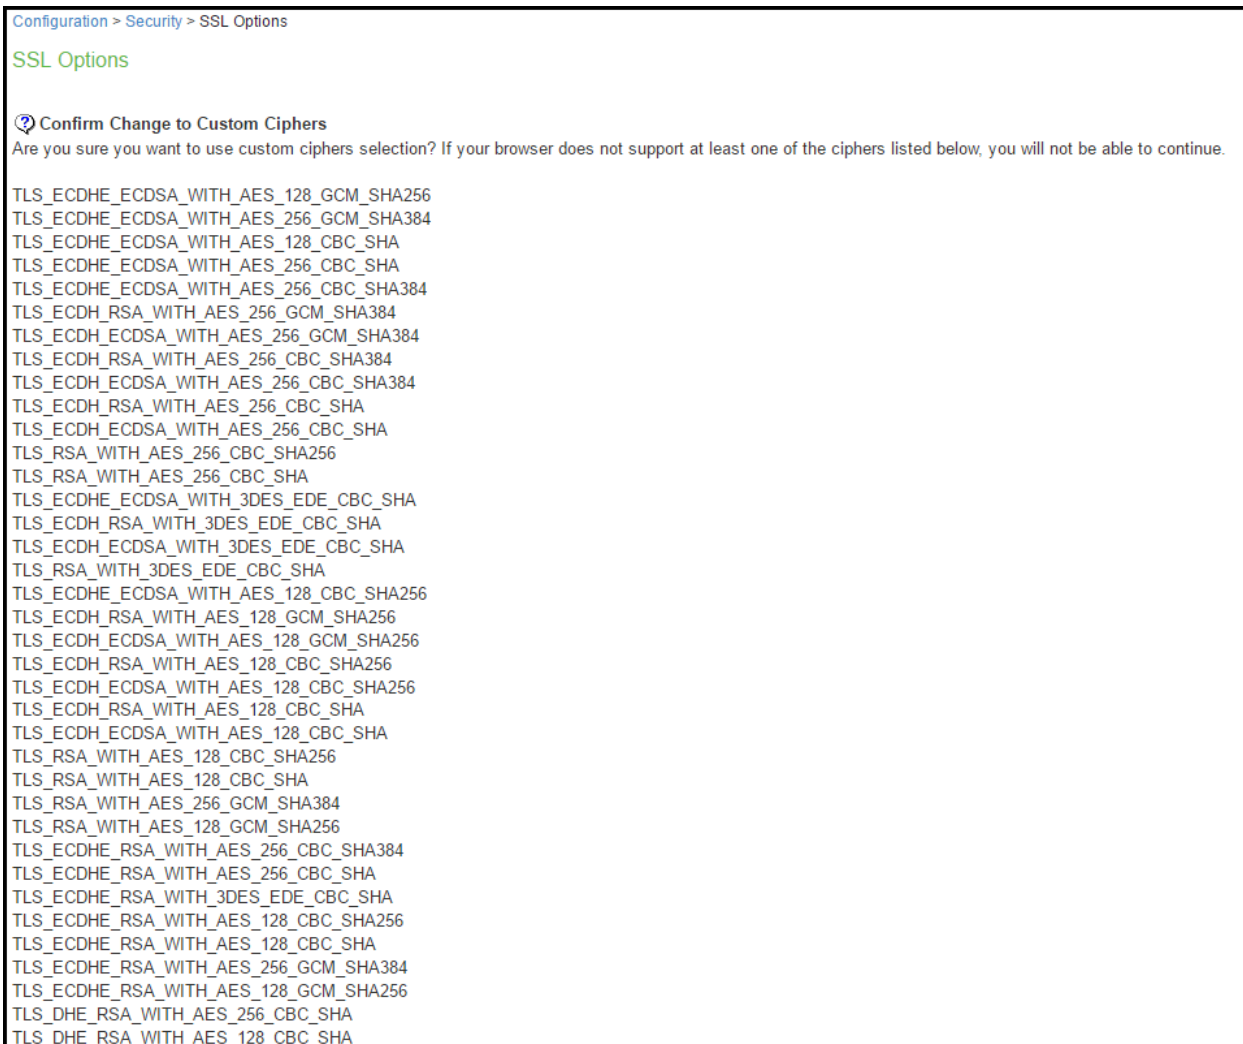 Configuration > Security > SSL Options
SSL Options
Confirm Change to Custom Ciphers
Are you sure you want to use custom ciphers selection? If your browser does not support at least one of the ciphers listed below, you will not be able to continue.
TLS_ECDHE_ECDSA_WITH_AES_128_GCM_SHA256
TLS_ECDHE_ECDSA_WITH_AES_256_GCM_SHA384
TLS_ECDHE_ECDSA_WITH_AES_128_CBC_SHA
TLS_ECDHE_ECDSA_WITH_AES_256_CBC_SHA
TLS_ECDHE_ECDSA_WITH_AES_256_CBC_SHA384
TLS_ECDH_RSA_WITH_AES_256_GCM_SHA384
TLS_ECDH_ECDSA_WITH_AES_256_GCM_SHA384
TLS_ECDH_RSA_WITH_AES_256_CBC_SHA384
TLS_ECDH_ECDSA_WITH_AES_256_CBC_SHA384
TLS_ECDH_RSA_WITH_AES_256_CBC_SHA
TLS_ECDH_ECDSA_WITH_AES_256_CBC_SHA
TLS_RSA_WITH_AES_256_CBC_SHA256
TLS_RSA_WITH_AES_256_CBC_SHA
TLS_ECDHE_ECDSA_WITH_3DES_EDE_CBC_SHA
TLS_ECDH_RSA_WITH_3DES_EDE_CBC_SHA
TLS_ECDH_ECDSA_WITH_3DES_EDE_CBC_SHA
TLS_RSA_WITH_3DES_EDE_CBC_SHA
TLS_ECDHE_ECDSA_WITH_AES_128_CBC_SHA256
TLS_ECDH_RSA_WITH_AES_128_GCM_SHA256
TLS_ECDH_ECDSA_WITH_AES_128_GCM_SHA256
TLS_ECDH_RSA_WITH_AES_128_CBC_SHA256
TLS_ECDH_ECDSA_WITH_AES_128_CBC_SHA256
TLS_ECDH_RSA_WITH_AES_128_CBC_SHA
TLS_ECDH_ECDSA_WITH_AES_128_CBC_SHA
TLS_RSA_WITH_AES_128_CBC_SHA256
TLS_RSA_WITH_AES_128_CBC_SHA
TLS_RSA_WITH_AES_256_GCM_SHA384
TLS_RSA_WITH_AES_128_GCM_SHA256
TLS_ECDHE_RSA_WITH_AES_256_CBC_SHA384
TLS_ECDHE_RSA_WITH_AES_256_CBC_SHA
TLS_ECDHE_RSA_WITH_3DES_EDE_CBC_SHA
TLS_ECDHE_RSA_WITH_AES_128_CBC_SHA256
TLS_ECDHE_RSA_WITH_AES_128_CBC_SHA
TLS_ECDHE_RSA_WITH_AES_256_GCM_SHA384
TLS_ECDHE_RSA_WITH_AES_128_GCM_SHA256
TLS_DHE_RSA_WITH_AES_256_CBC_SHA
TLS_DHE_RSA_WITH_AES_128_CBC_SHA